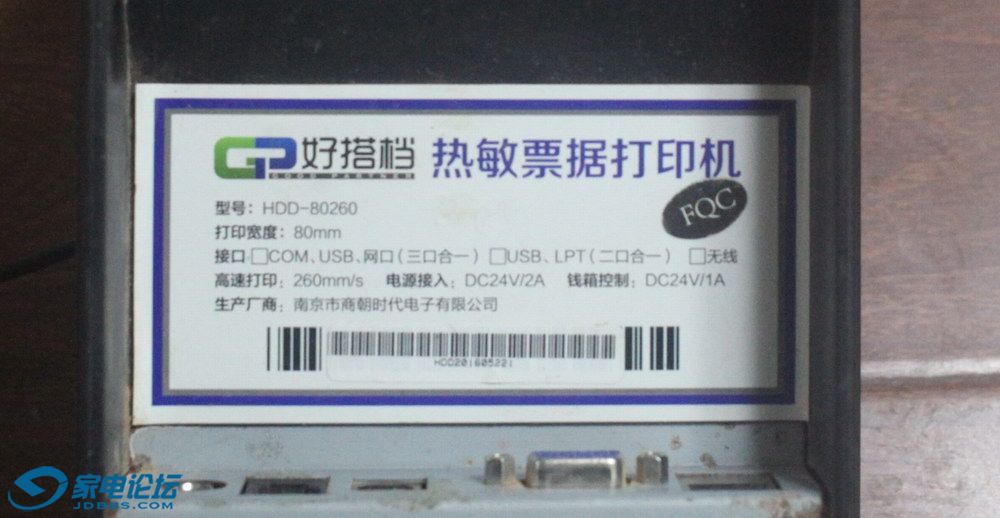 GP好搭档 热敏票据打印机
GOOD PARTNER
FQC
型号：HDD-80260
打印宽度：80mm
接口□COM、USB、网口（三口合一）□USB、LPT（二口合一） □无线
高速打印：260mm/s 电源接入：DC24V/2A 钱箱控制：DC24V/1A
生产厂商：南京市商朝时代电子有限公司
HDD201605221
家电论坛
JDBBS.COM